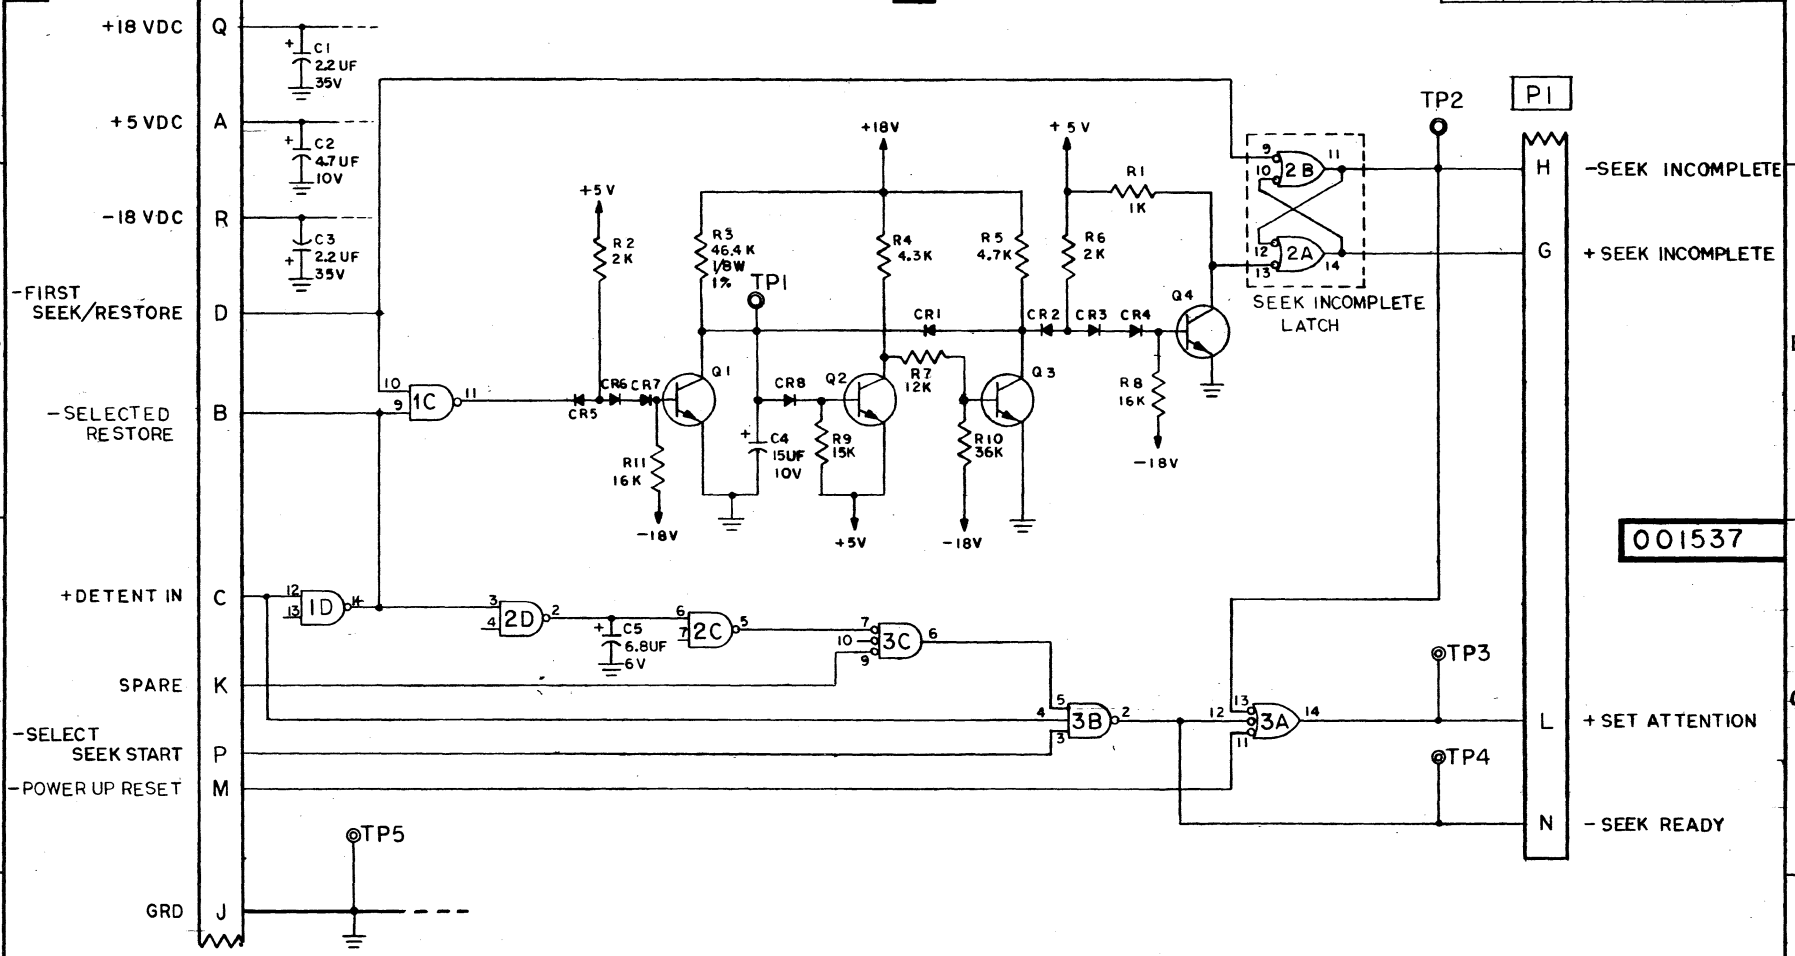 +18 VDC Q
C1
2.2UF
35V
+5 VDC A
C2
4.7UF
10V
-18 VDC R
C3
2.2UF
35V
-FIRST
SEEK/RESTORE D
-SELECTED
RESTORE B
10
9
1C
11
+5V
R2
2K
CR5
CR6
CR7
R11
16K
-18V
Q1
R3
46.4K
1/8W
1%
TP1
C4
15UF
10V
CR8
R9
15K
Q2
+5V
+18V
R4
4.3K
R7
12K
R10
36K
-18V
Q3
R5
4.7K
CR1
CR2
CR3
CR4
+5V
R6
2K
R1
1K
R8
16K
-18V
Q4
9
10
2B
11
12
13
2A
14
SEEK INCOMPLETE
LATCH
TP2
P1
H -SEEK INCOMPLETE
G +SEEK INCOMPLETE
001537
+DETENT IN C
12
13
1D
14
3
4
2D
2
C5
6.8UF
6V
6
7
2C
5
7
10
9
3C
6
SPARE K
-SELECT
SEEK START P
-POWER UP RESET M
5
4
3
3B
2
13
12
11
3A
14
TP3
L +SET ATTENTION
TP4
N -SEEK READY
TP5
GRD J